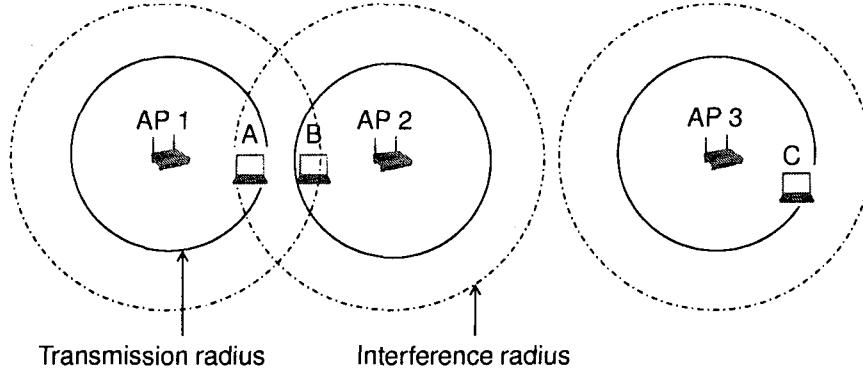 AP 1
A
B
AP 2
AP 3
C
Transmission radius
Interference radius